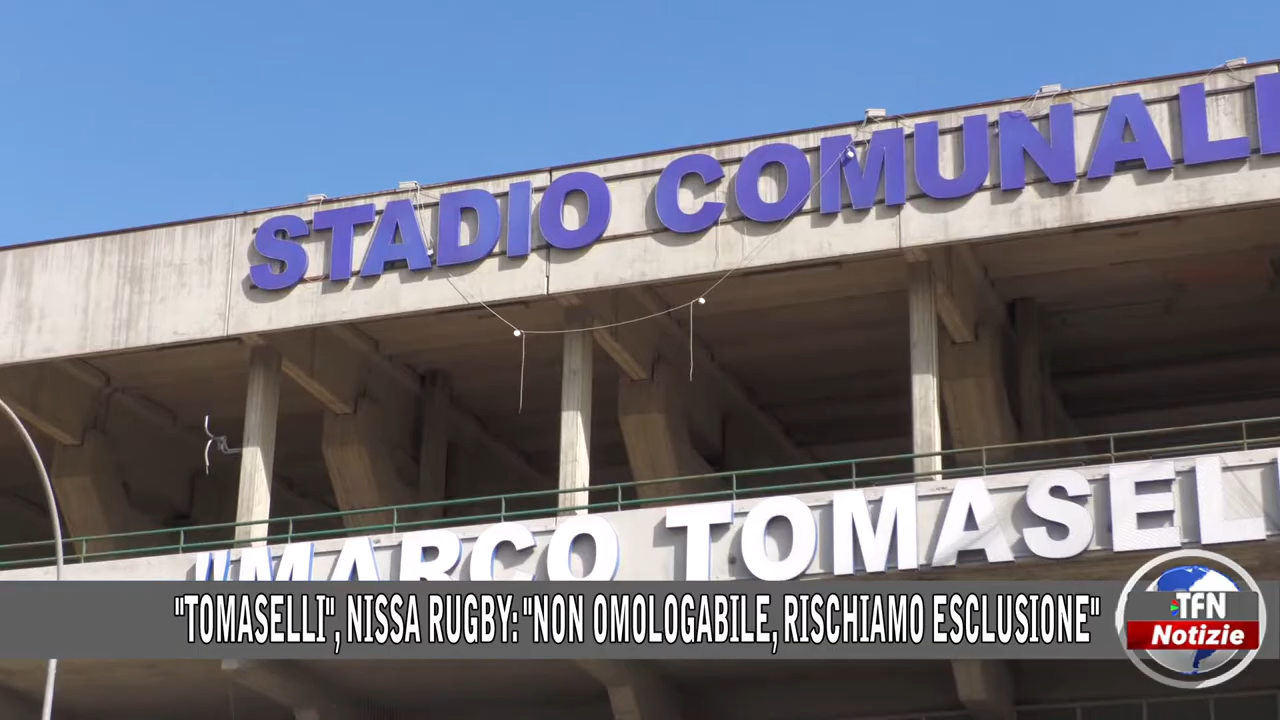 STADIO COMUNALE
"MARCO TOMASELLI
"TOMASELLI", NISSA RUGBY: "NON OMOLOGABILE, RISCHIAMO ESCLUSIONE"
TFN
Notizie